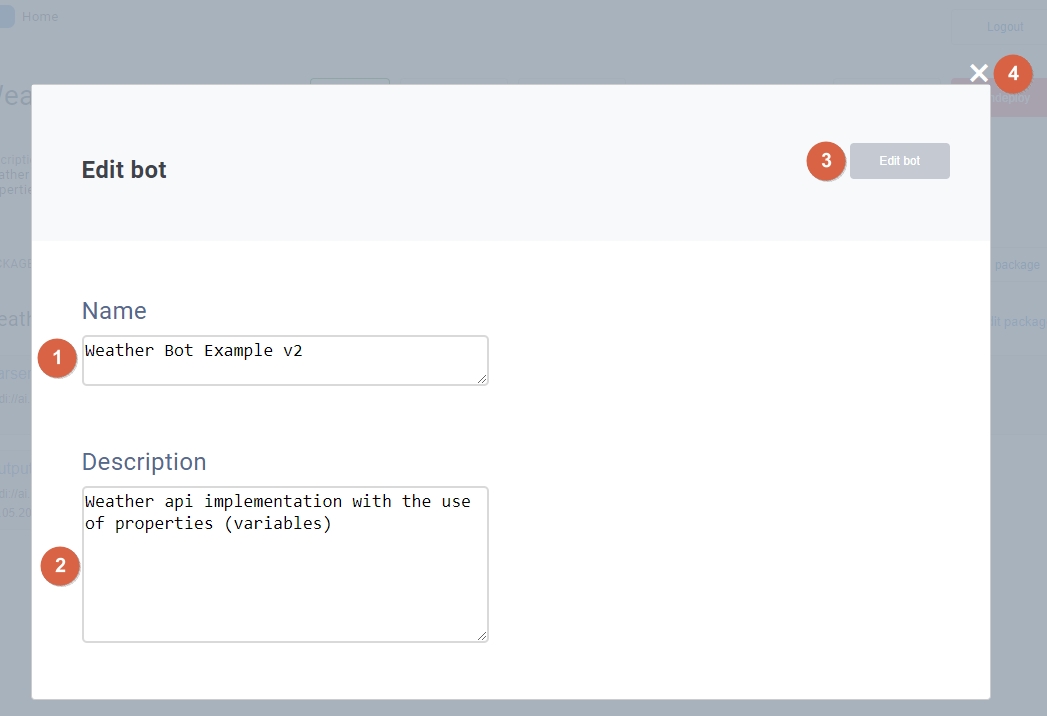 Home
Logout
4
Edit bot
3
Edit bot
package
Name
1
Weather Bot Example v2
Description
Weather api implementation with the use
of properties (variables)
2